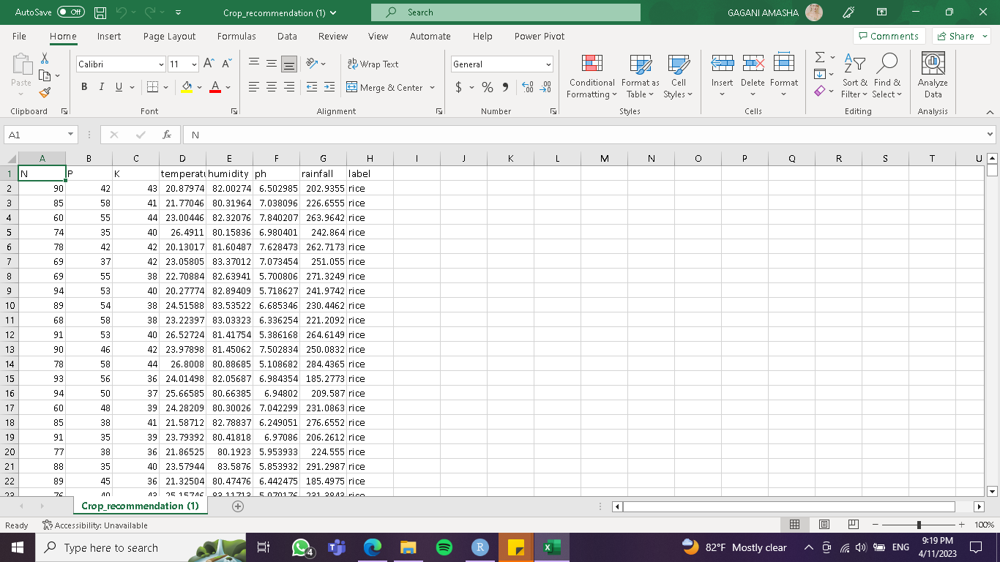 AutoSave Off Crop_recommendation (1) Search GAGANI AMASHA
File Home Insert Page Layout Formulas Data Review View Automate Help Power Pivot Comments Share
Paste
Calibri 11
B I U A
Wrap Text
Merge & Center
General
$ % 9
Conditional Formatting
Format as Table
Cell Styles
Insert Delete Format
Sort & Filter
Find & Select
Analyze Data
Clipboard Font Alignment Number Styles Cells Editing Analysis
A1 fx N
A B C D E F G H I J K L M N O P Q R S T U
1 N P K temperatu humidity ph rainfall label
2 90 42 43 20.87974 82.00274 6.502985 202.9355 rice
3 85 58 41 21.77046 80.31964 7.038096 226.6555 rice
4 60 55 44 23.00446 82.32076 7.840207 263.9642 rice
5 74 35 40 26.4911 80.15836 6.980401 242.864 rice
6 78 42 42 20.13017 81.60487 7.628473 262.7173 rice
7 69 37 42 23.05805 83.37012 7.073454 251.055 rice
8 69 55 38 22.70884 82.63941 5.700806 271.3249 rice
9 94 53 40 20.27774 82.89409 5.718627 241.9742 rice
10 89 54 38 24.51588 83.53522 6.685346 230.4462 rice
11 68 58 38 23.22397 83.03323 6.336254 221.2092 rice
12 91 53 40 26.52724 81.41754 5.386168 264.6149 rice
13 90 46 42 23.97898 81.45062 7.502834 250.0832 rice
14 78 58 44 26.8008 80.88685 5.108682 284.4365 rice
15 93 56 36 24.01498 82.05687 6.984354 185.2773 rice
16 94 50 37 25.66585 80.66385 6.94802 209.587 rice
17 60 48 39 24.28209 80.30026 7.042299 231.0863 rice
18 85 38 41 21.58712 82.78837 6.249051 276.6552 rice
19 91 35 39 23.79392 80.41818 6.97086 206.2612 rice
20 77 38 36 21.86525 80.1923 5.953933 224.555 rice
21 88 35 40 23.57944 83.5876 5.853932 291.2987 rice
22 89 45 36 21.32504 80.47476 6.442475 185.4975 rice
23 76 40 43 25.15746 83.11713 5.070176 231.3843 rice
Crop_recommendation (1)
Ready Accessibility: Unavailable 100%
Type here to search 4 82°F Mostly clear ENG 9:19 PM
4/11/2023